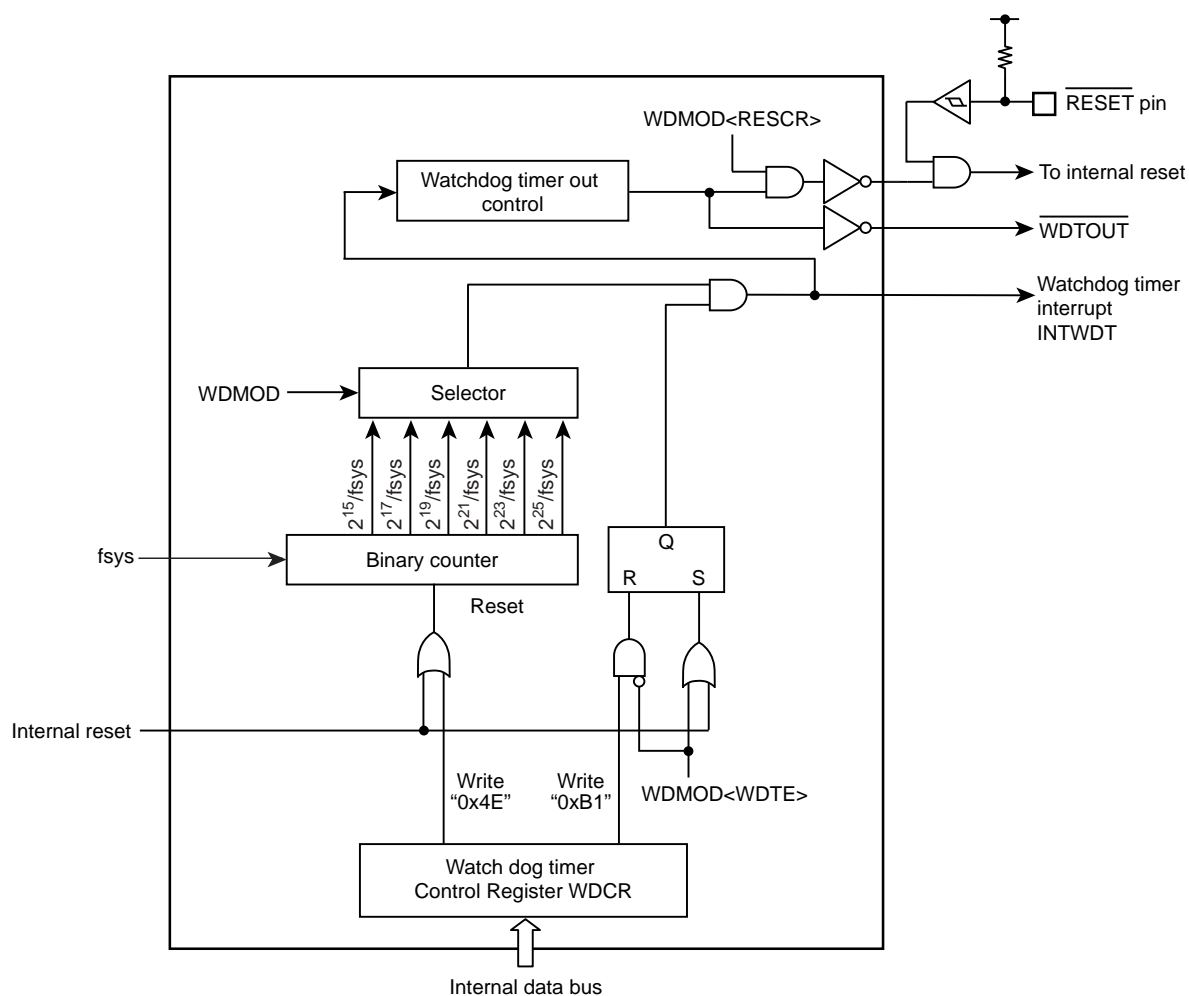 RESET pin
WDMOD<RESCR>
Watchdog timer out
control
To internal reset
WDTOUT
Watchdog timer
interrupt
INTWDT
WDMOD
Selector
2^15/fsys
2^17/fsys
2^19/fsys
2^21/fsys
2^23/fsys
2^25/fsys
fsys
Binary counter
Q
R S
Reset
Internal reset
Write
“0x4E”
Write
“0xB1”
WDMOD<WDTE>
Watch dog timer
Control Register WDCR
Internal data bus